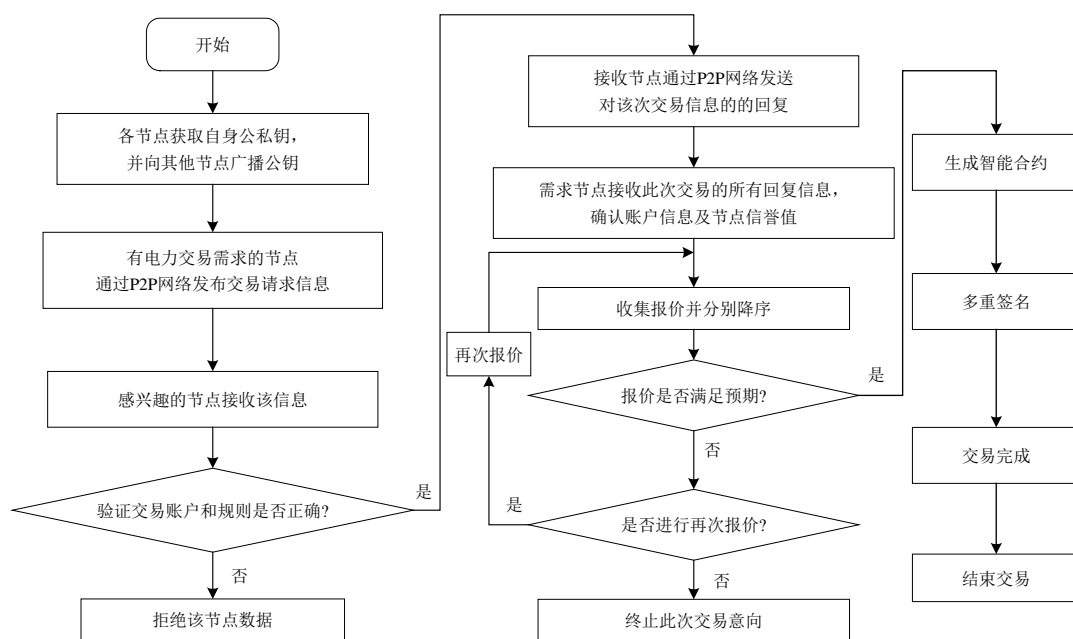 开始
各节点获取自身公私钥，
并向其他节点广播公钥
有电力交易需求的节点
通过P2P网络发布交易请求信息
感兴趣的节点接收该信息
验证交易账户和规则是否正确?
是
否
拒绝该节点数据
接收节点通过P2P网络发送
对该次交易信息的的回复
需求节点接收此次交易的所有回复信息，
确认账户信息及节点信誉值
收集报价并分别降序
再次报价
报价是否满足预期?
是
否
是否进行再次报价?
是
否
终止此次交易意向
生成智能合约
多重签名
交易完成
结束交易